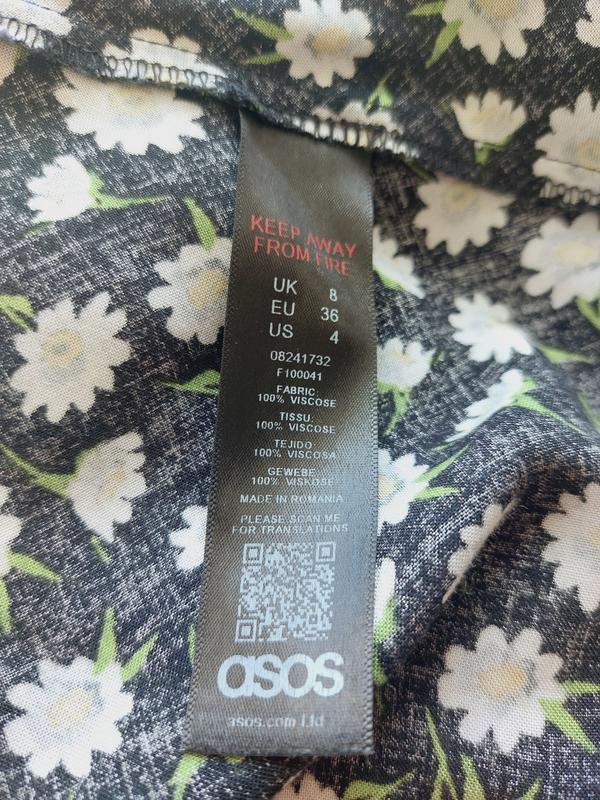 KEEP AWAY
FROM FIRE
UK 8
EU 36
US 4
08241732
F100041
FABRIC:
100% VISCOSE
TISSU:
100% VISCOSE
TEJIDO:
100% VISCOSA
GEWEBE:
100% VISKOSE
MADE IN ROMANIA
PLEASE SCAN ME
FOR TRANSLATIONS
asos
asos.com Ltd